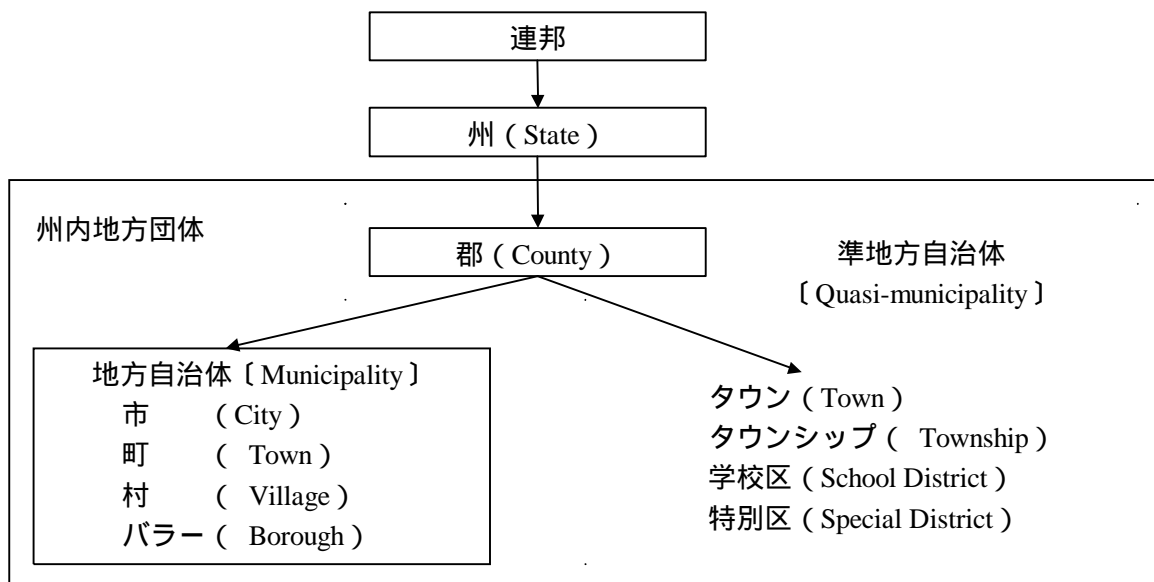 連邦
州（State）
州内地方団体
郡（County）
準地方自治体
〔Quasi-municipality〕
地方自治体〔Municipality〕
市　（City）
町　（Town）
村　（Village）
バラー（Borough）
タウン（Town）
タウンシップ（Township）
学校区（School District）
特別区（Special District）